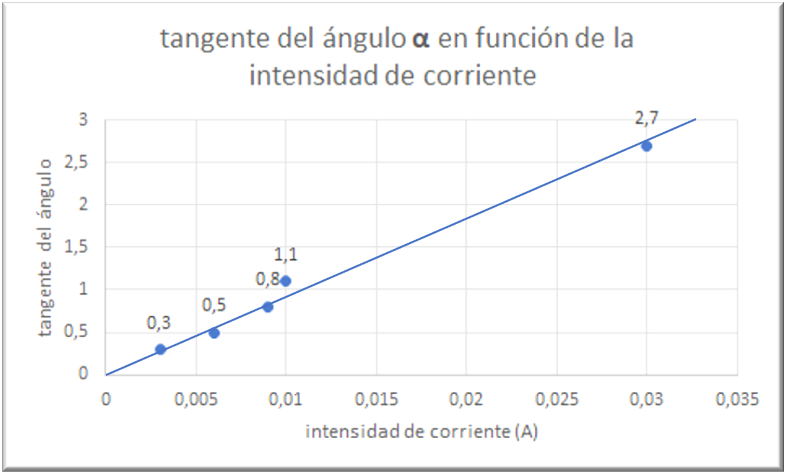 tangente del ángulo α en función de la
intensidad de corriente
tangente del ángulo
3
2,5
2
1,5
1
0,5
0
0,3
0,5
0,8
1,1
2,7
0 0,005 0,01 0,015 0,02 0,025 0,03 0,035
intensidad de corriente (A)